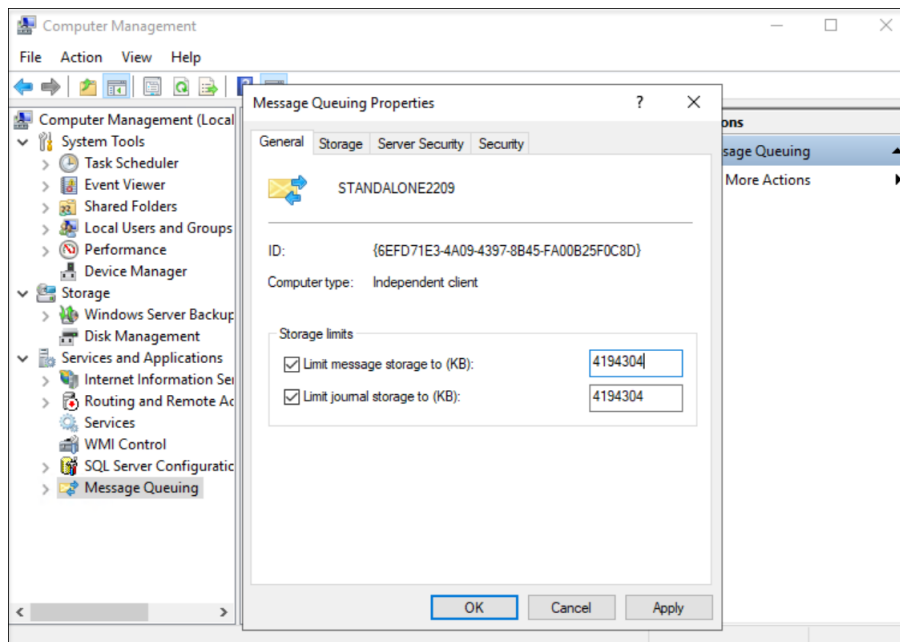 Computer Management
File Action View Help
Computer Management (Local
System Tools
Task Scheduler
Event Viewer
Shared Folders
Local Users and Groups
Performance
Device Manager
Storage
Windows Server Backup
Disk Management
Services and Applications
Internet Information Ser
Routing and Remote Ac
Services
WMI Control
SQL Server Configuratic
Message Queuing
Message Queuing Properties
?
General Storage Server Security Security
STANDALONE2209
ID: {6EFD71E3-4A09-4397-8B45-FA00B25F0C8D}
Computer type: Independent client
Storage limits
Limit message storage to (KB): 4194304
Limit journal storage to (KB): 4194304
OK Cancel Apply
ons
sage Queuing
More Actions